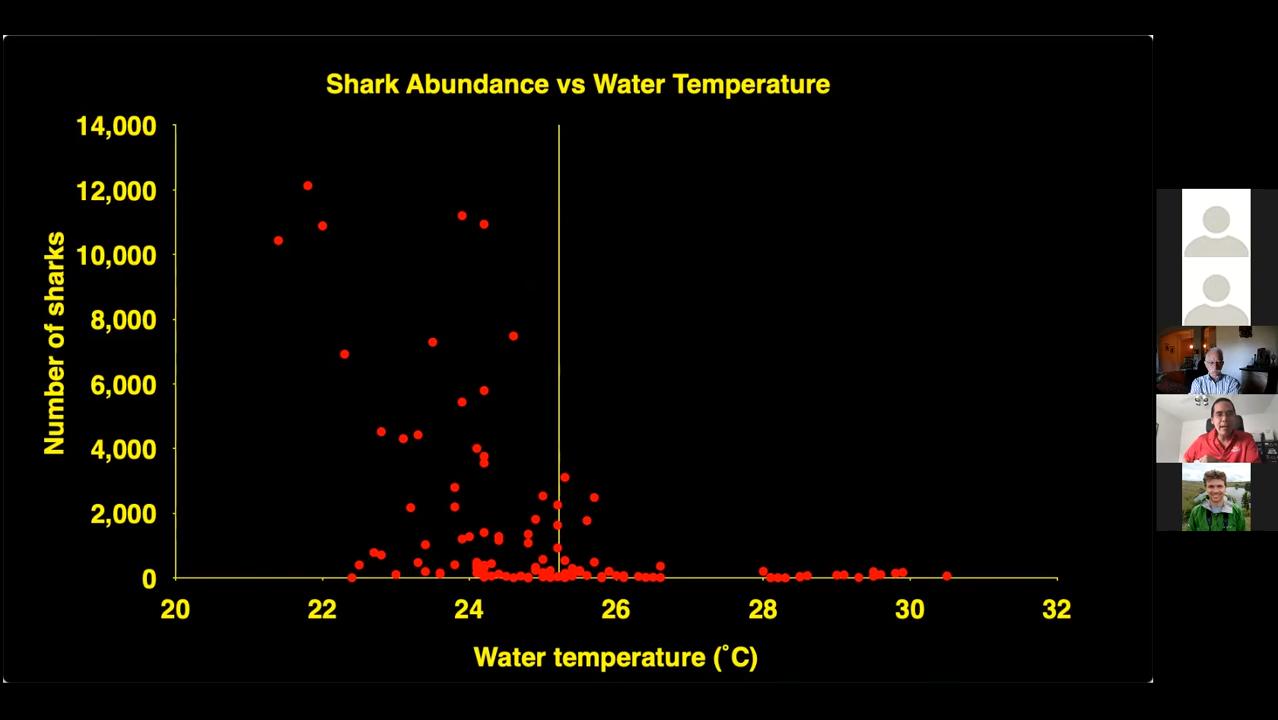 Shark Abundance vs Water Temperature
14,000
12,000
10,000
8,000
6,000
4,000
2,000
0
Number of sharks
20 22 24 26 28 30 32
Water temperature (˚C)